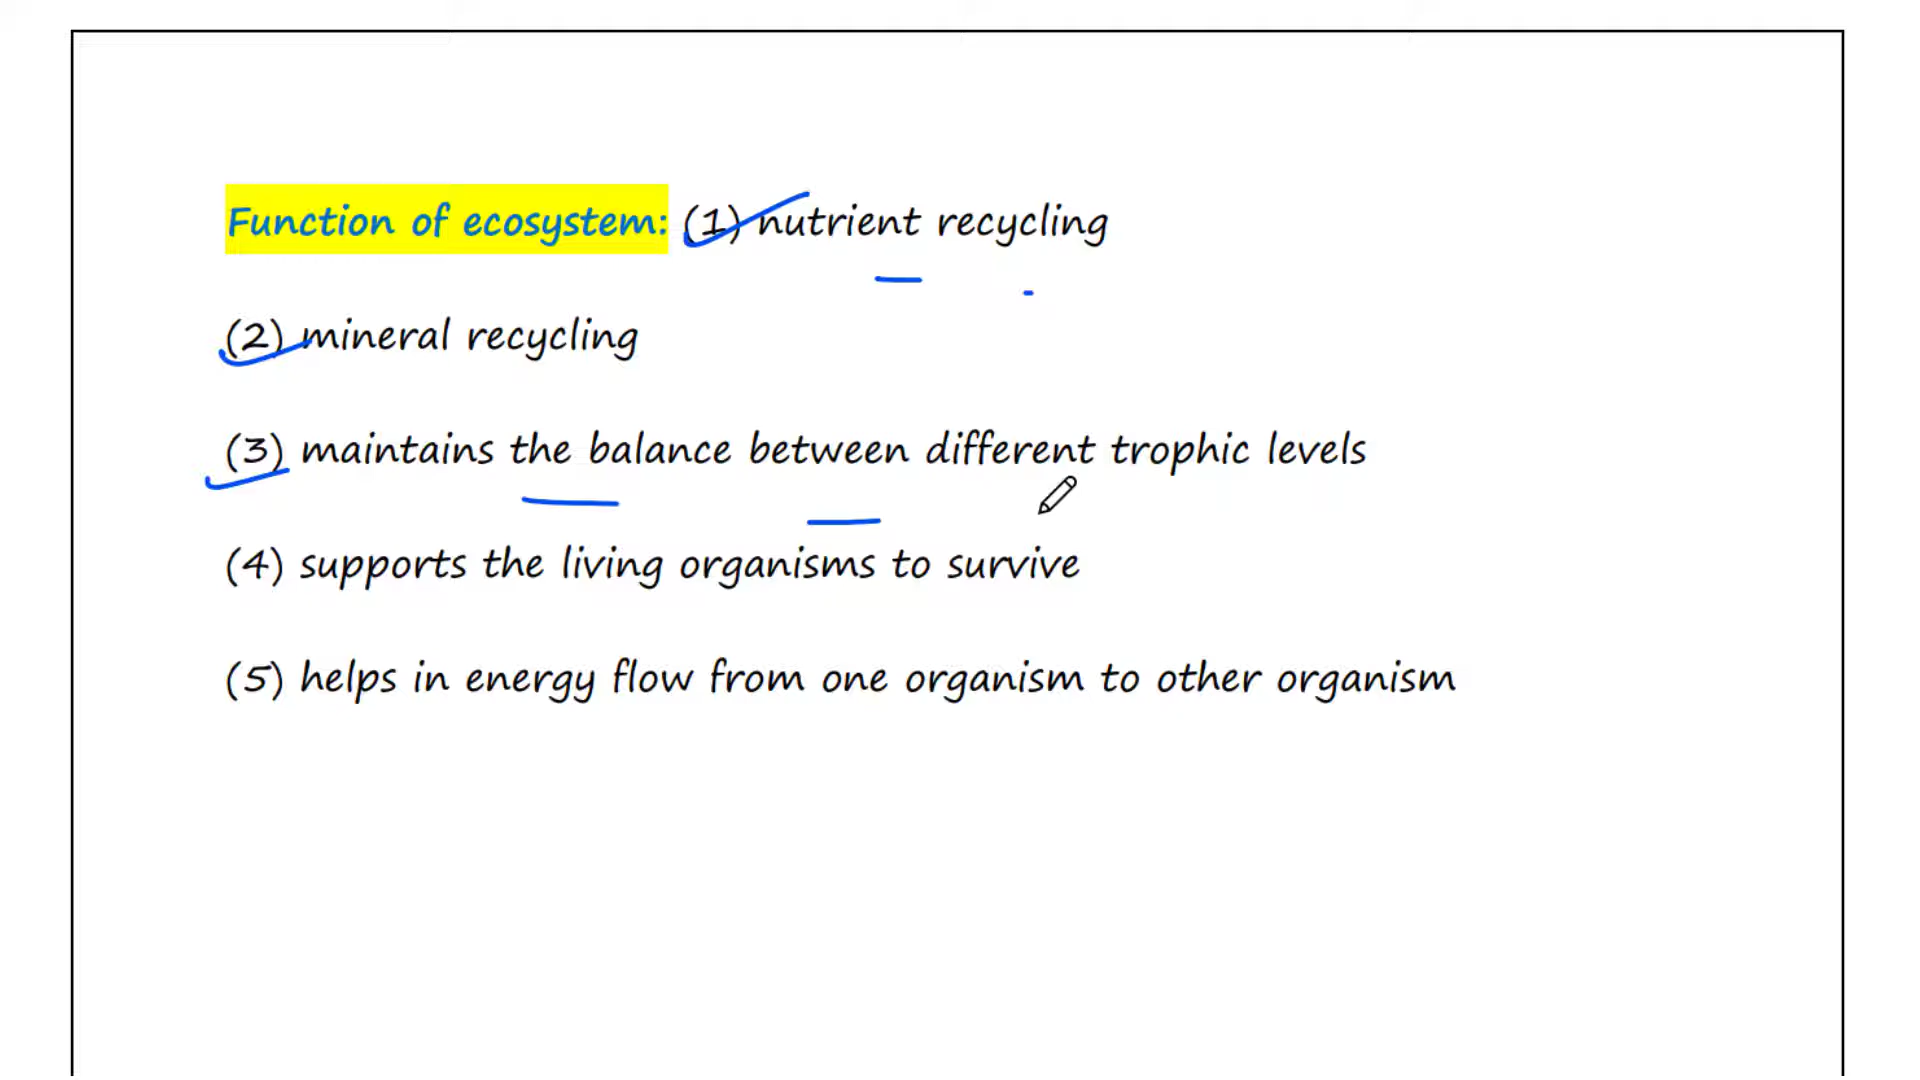 Function of ecosystem: (1) nutrient recycling
(2) mineral recycling
(3) maintains the balance between different trophic levels
(4) supports the living organisms to survive
(5) helps in energy flow from one organism to other organism